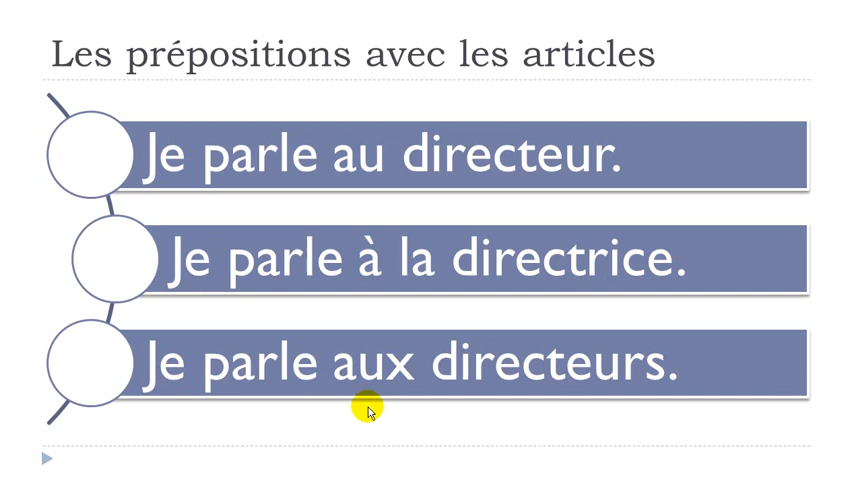 Les prépositions avec les articles
Je parle au directeur.
Je parle à la directrice.
Je parle aux directeurs.